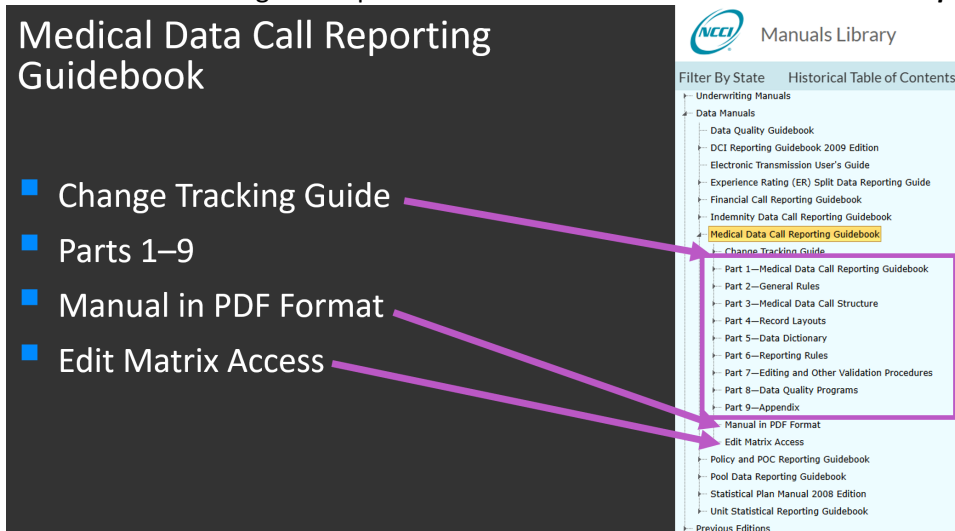 Medical Data Call Reporting
Guidebook
Change Tracking Guide
Parts 1–9
Manual in PDF Format
Edit Matrix Access
NCCI
Manuals Library
Filter By State Historical Table of Contents
Underwriting Manuals
Data Manuals
Data Quality Guidebook
DCI Reporting Guidebook 2009 Edition
Electronic Transmission User's Guide
Experience Rating (ER) Split Data Reporting Guide
Financial Call Reporting Guidebook
Indemnity Data Call Reporting Guidebook
Medical Data Call Reporting Guidebook
Change Tracking Guide
Part 1—Medical Data Call Reporting Guidebook
Part 2—General Rules
Part 3—Medical Data Call Structure
Part 4—Record Layouts
Part 5—Data Dictionary
Part 6—Reporting Rules
Part 7—Editing and Other Validation Procedures
Part 8—Data Quality Programs
Part 9—Appendix
Manual in PDF Format
Edit Matrix Access
Policy and POC Reporting Guidebook
Pool Data Reporting Guidebook
Statistical Plan Manual 2008 Edition
Unit Statistical Reporting Guidebook
Previous Editions